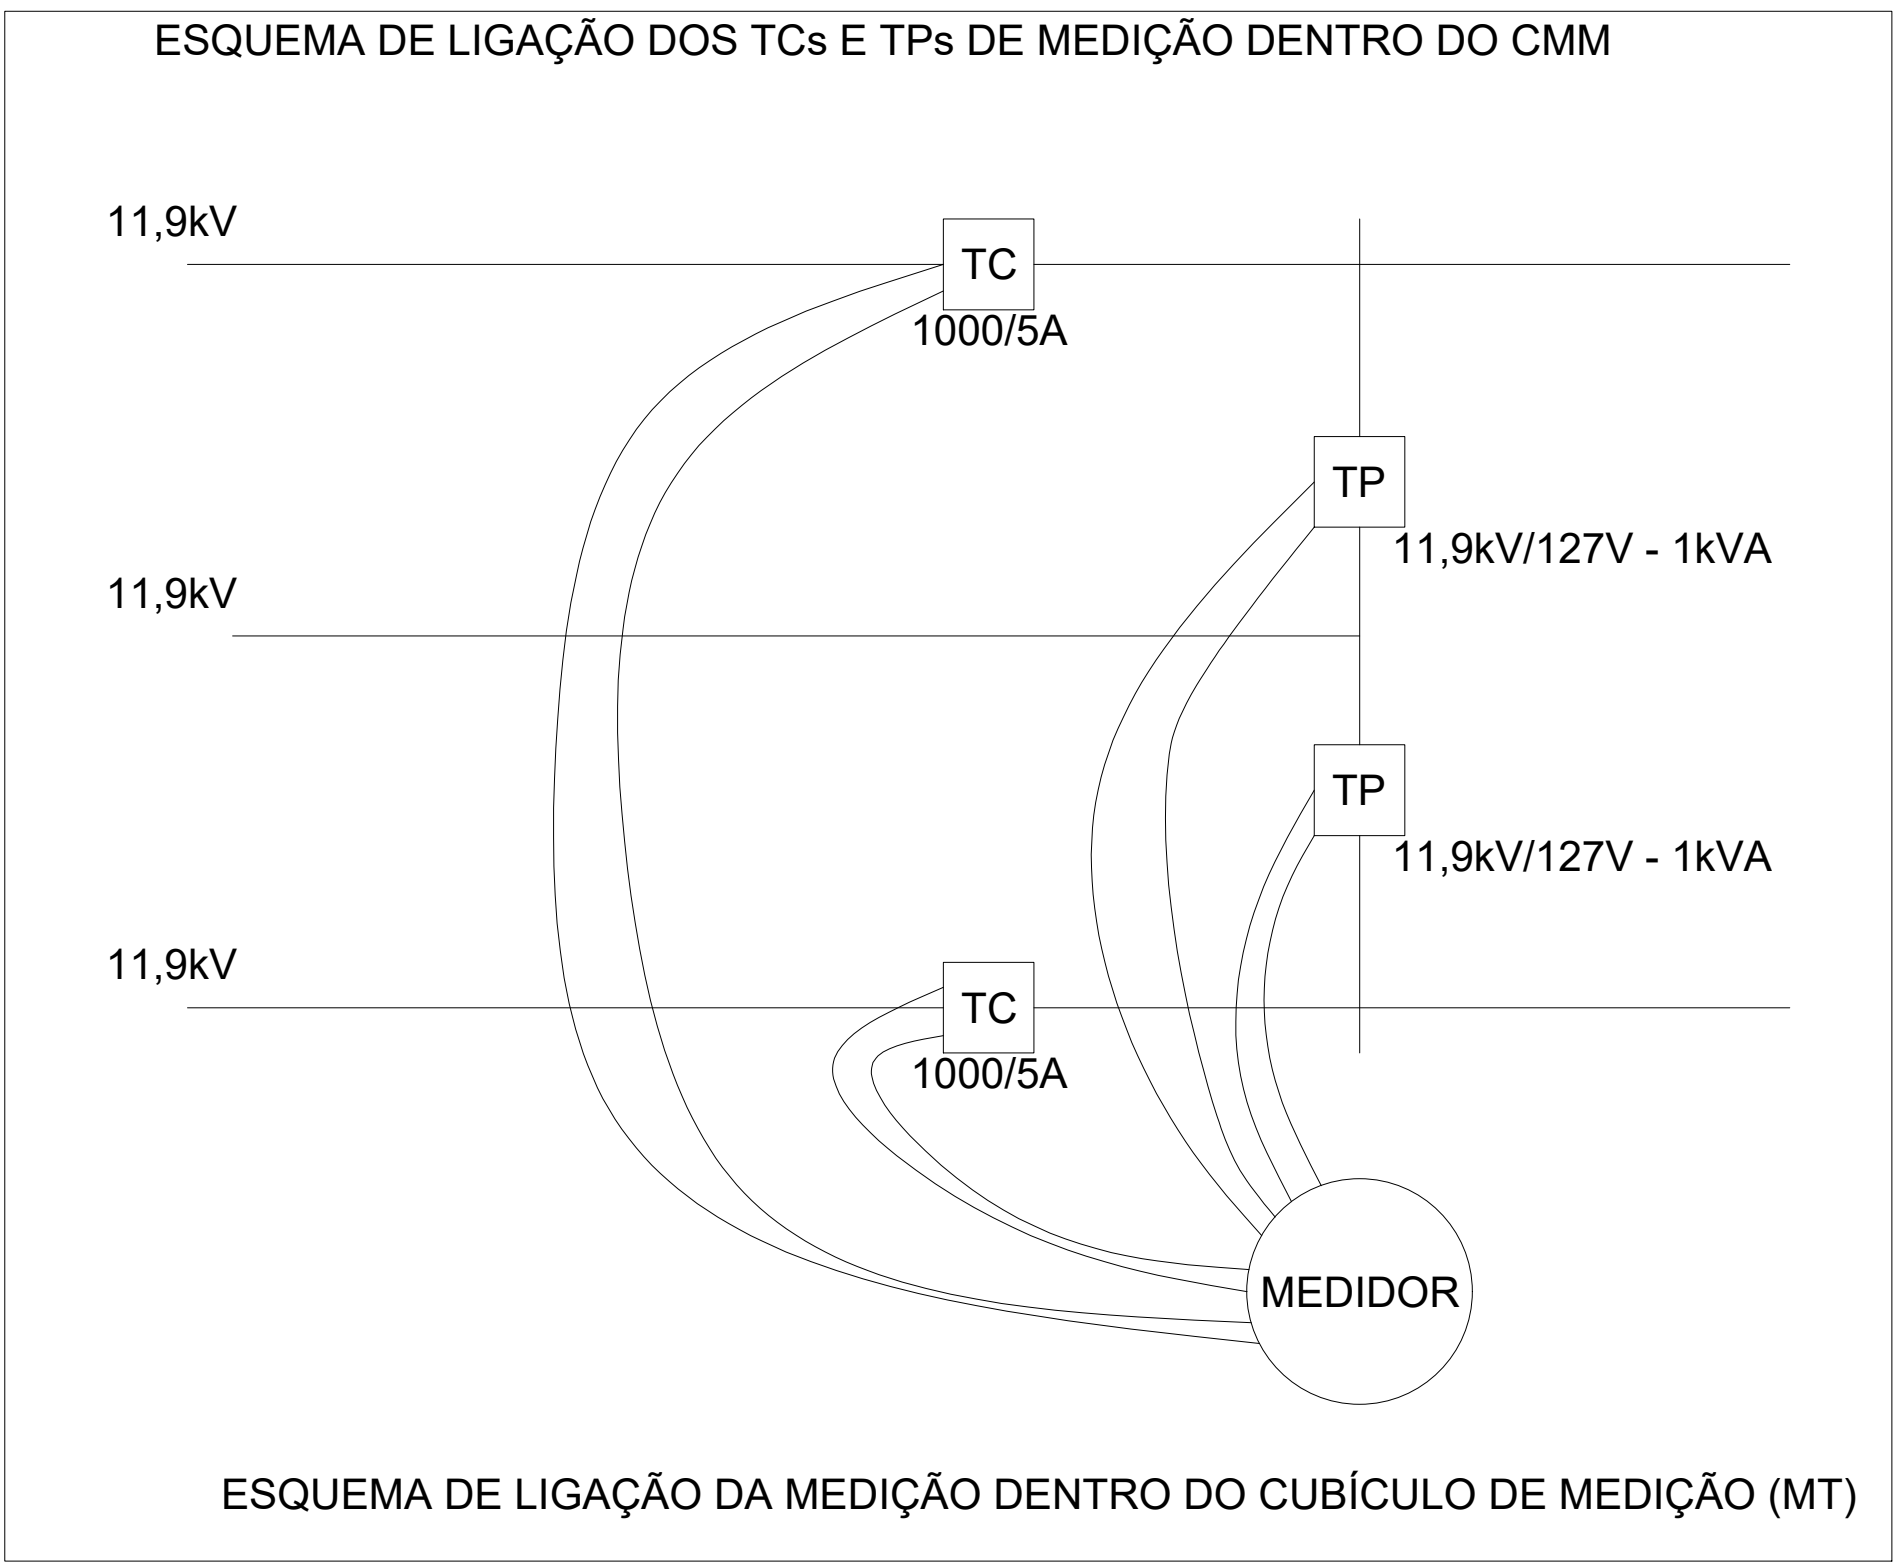 ESQUEMA DE LIGAÇÃO DOS TCs E TPs DE MEDIÇÃO DENTRO DO CMM
11,9kV
TC
1000/5A
TP
11,9kV/127V - 1kVA
11,9kV
TP
11,9kV/127V - 1kVA
11,9kV
TC
1000/5A
MEDIDOR
ESQUEMA DE LIGAÇÃO DA MEDIÇÃO DENTRO DO CUBÍCULO DE MEDIÇÃO (MT)